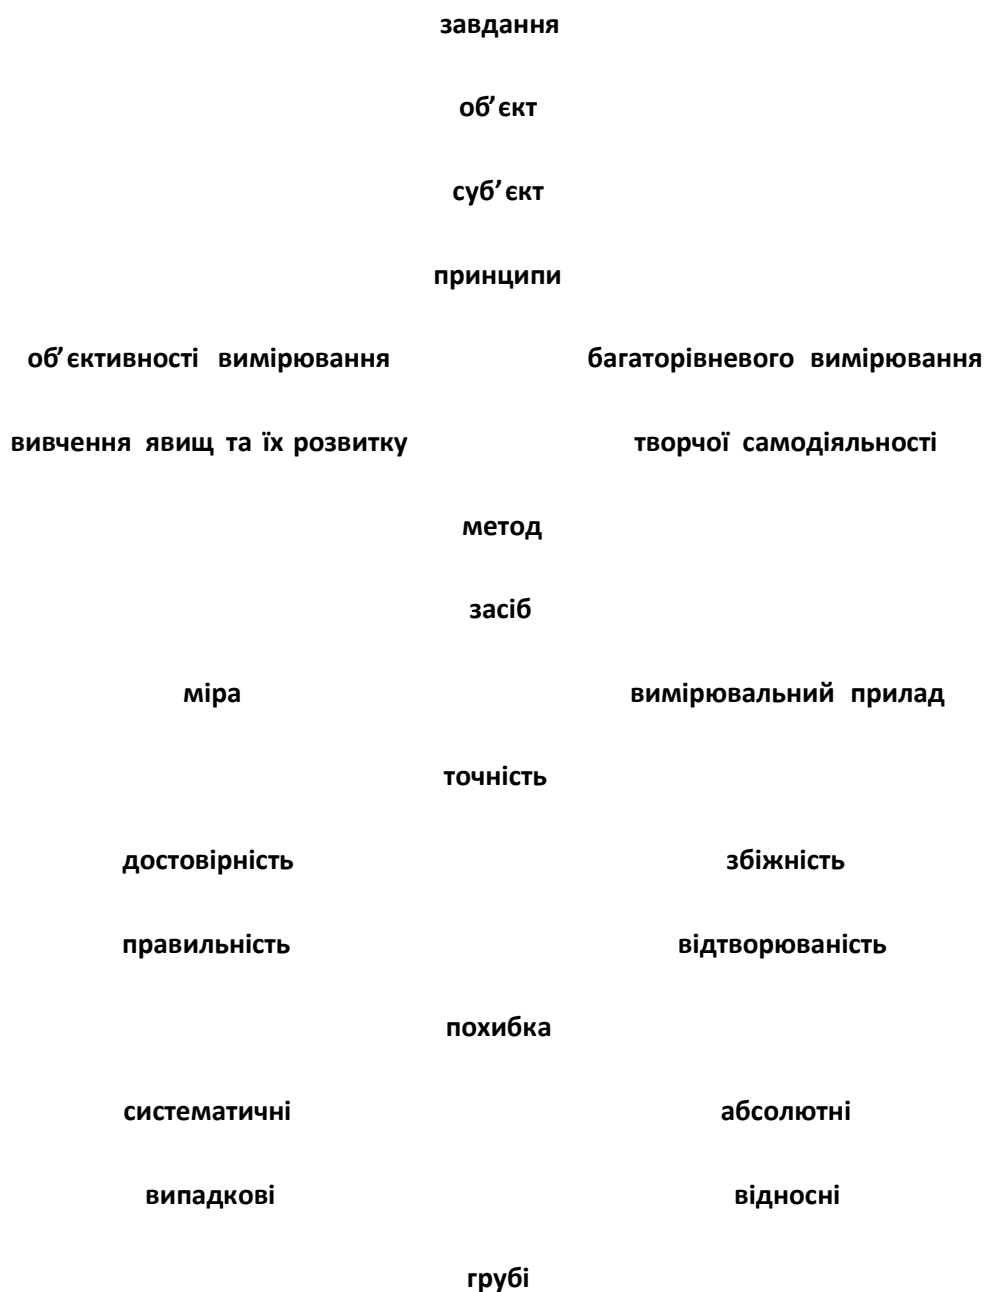 завдання
об’єкт
суб’єкт
принципи
об’єктивності вимірювання багаторівневого вимірювання
вивчення явищ та їх розвитку творчої самодіяльності
метод
засіб
міра вимірювальний прилад
точність
достовірність збіжність
правильність відтворюваність
похибка
систематичні абсолютні
випадкові відносні
грубі